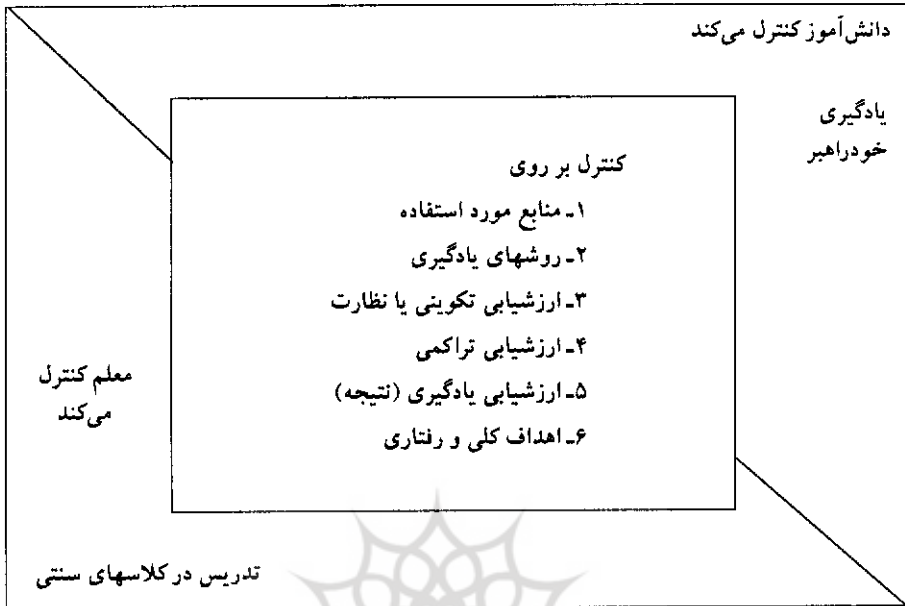 دانش‌آموز کنترل می‌کند
یادگیری
خودراهبر
کنترل بر روی
۱ـ منابع مورد استفاده
۲ـ روشهای یادگیری
۳ـ ارزشیابی تکوینی یا نظارت
۴ـ ارزشیابی تراکمی
۵ـ ارزشیابی یادگیری (نتیجه)
۶ـ اهداف کلی و رفتاری
معلم کنترل
می‌کند
تدریس در کلاسهای سنتی